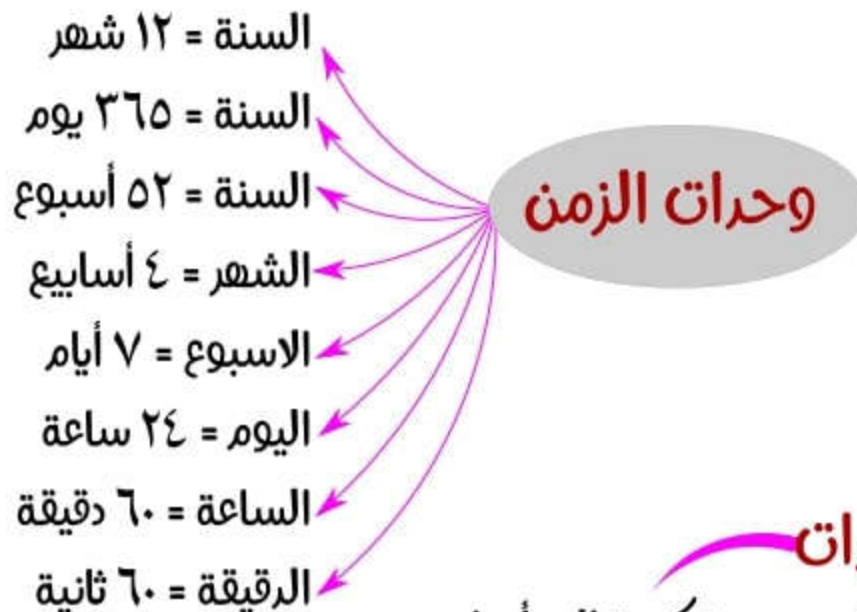 وحدات الزمن
السنة = ١٢ شهر
السنة = ٣٦٥ يوم
السنة = ٥٢ أسبوع
الشهر = ٤ أسابيع
الاسبوع = ٧ أيام
اليوم = ٢٤ ساعة
الساعة = ٦٠ دقيقة
الدقيقة = ٦٠ ثانية